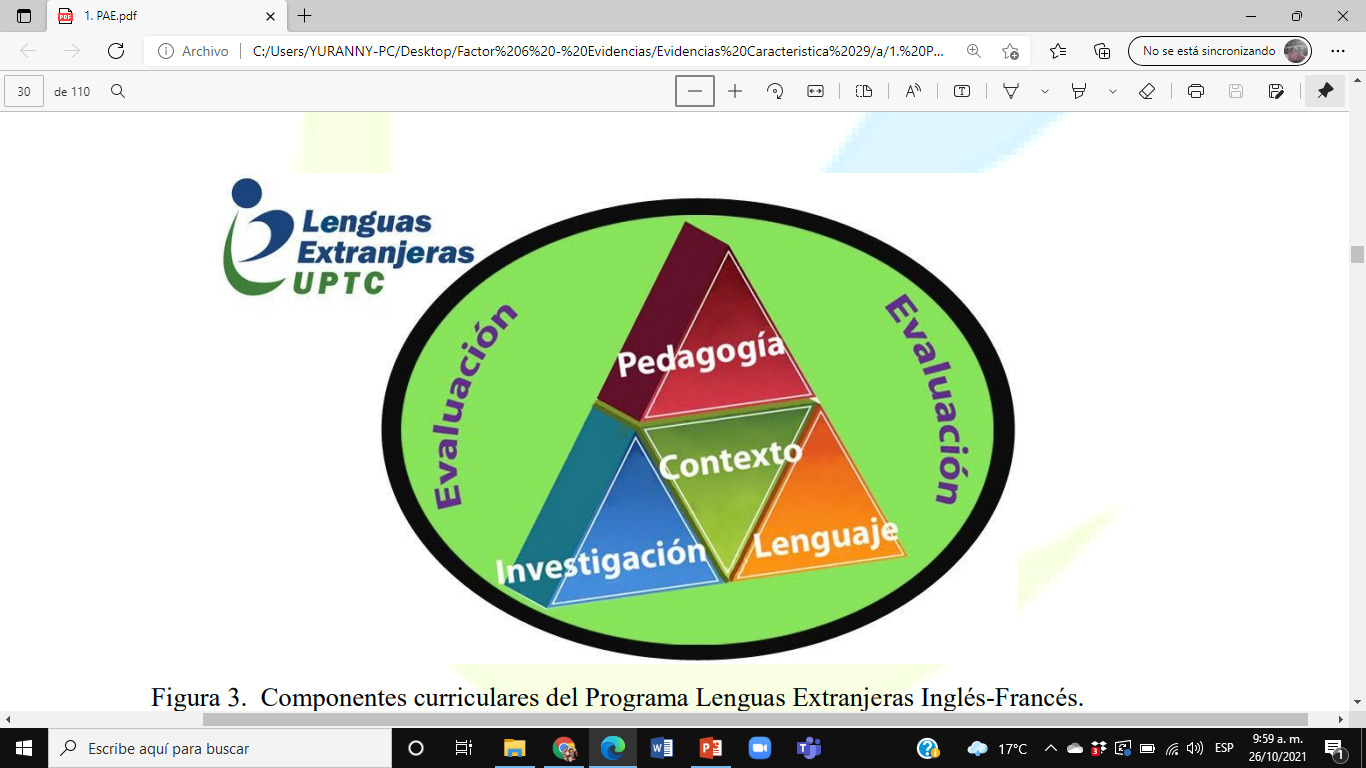 1. PAE.pdf
Archivo
C:/Users/YURANNY-PC/Desktop/Factor%206%20-%20Evidencias/Evidencias%20Caracteristica%2029/a/1.%20P...
No se está sincronizando
30
de 110
Lenguas
Extranjeras
UPTC
Evaluación
Evaluación
Pedagogía
Contexto
Investigación
Lenguaje
Figura 3.  Componentes curriculares del Programa Lenguas Extranjeras Inglés-Francés.
Escribe aquí para buscar
17°C
ESP
9:59 a. m.
26/10/2021